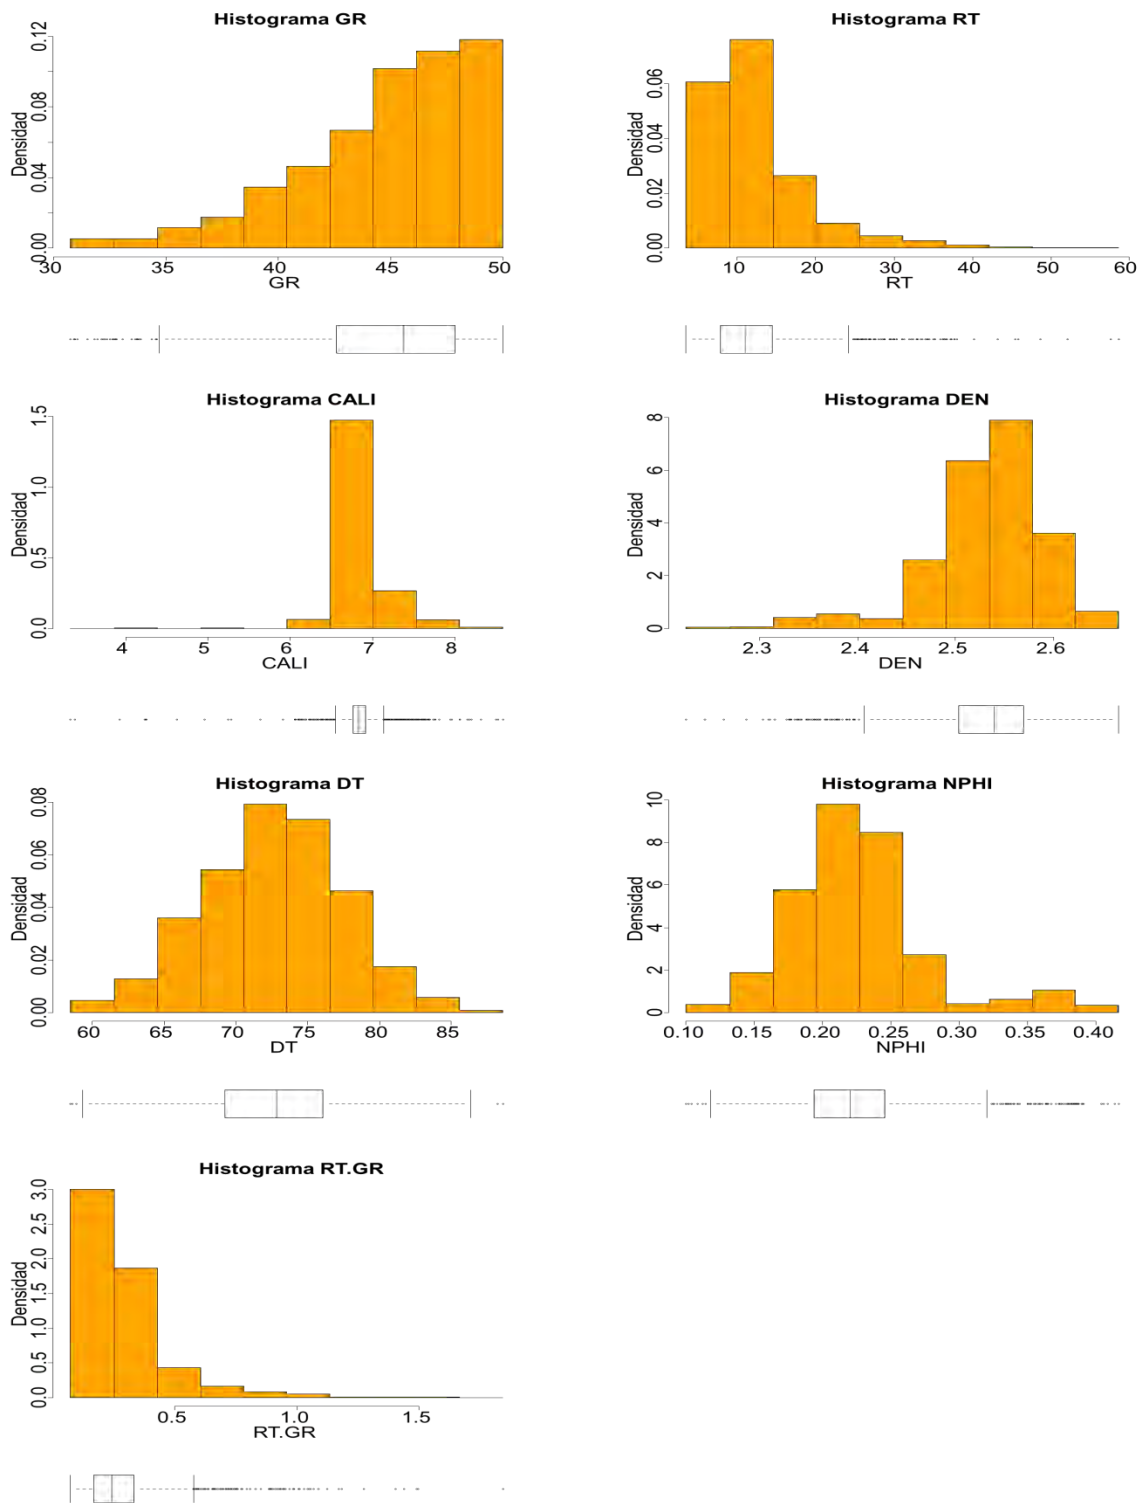 Histograma GR
Densidad
0.00 0.04 0.08 0.12
30 35 40 45 50
GR
Histograma RT
Densidad
0.00 0.02 0.04 0.06
10 20 30 40 50 60
RT
Histograma CALI
Densidad
0.0 0.5 1.0 1.5
4 5 6 7 8
CALI
Histograma DEN
Densidad
0 2 4 6 8
2.3 2.4 2.5 2.6
DEN
Histograma DT
Densidad
0.00 0.02 0.04 0.06 0.08
60 65 70 75 80 85
DT
Histograma NPHI
Densidad
0 2 4 6 8 10
0.10 0.15 0.20 0.25 0.30 0.35 0.40
NPHI
Histograma RT.GR
Densidad
0.0 0.5 1.0 1.5 2.0 2.5 3.0
0.5 1.0 1.5
RT.GR